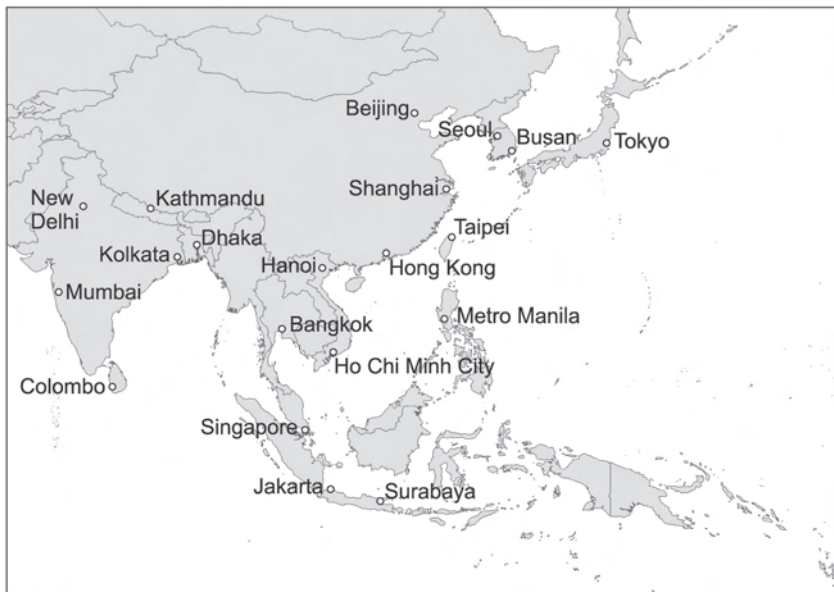 Beijing
Seoul
Busan
Tokyo
Shanghai
New
Delhi
Kathmandu
Taipei
Dhaka
Kolkata
Hanoi
Hong Kong
Mumbai
Metro Manila
Bangkok
Ho Chi Minh City
Colombo
Singapore
Jakarta
Surabaya